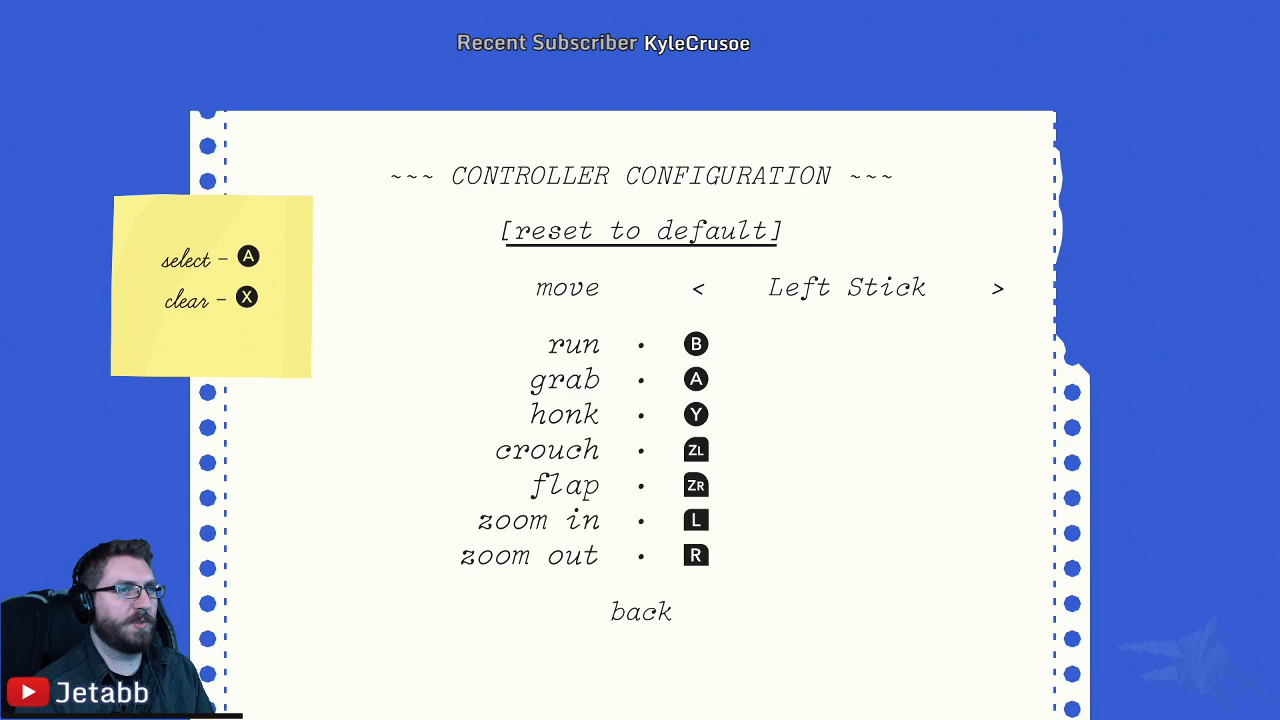 Recent Subscriber KyleCrusoe
~~~ CONTROLLER CONFIGURATION ~~~
[reset to default]
select - A
clear - X
move < Left Stick >
run • B
grab • A
honk • Y
crouch • ZL
flap • ZR
zoom in • L
zoom out • R
back
Jetabb